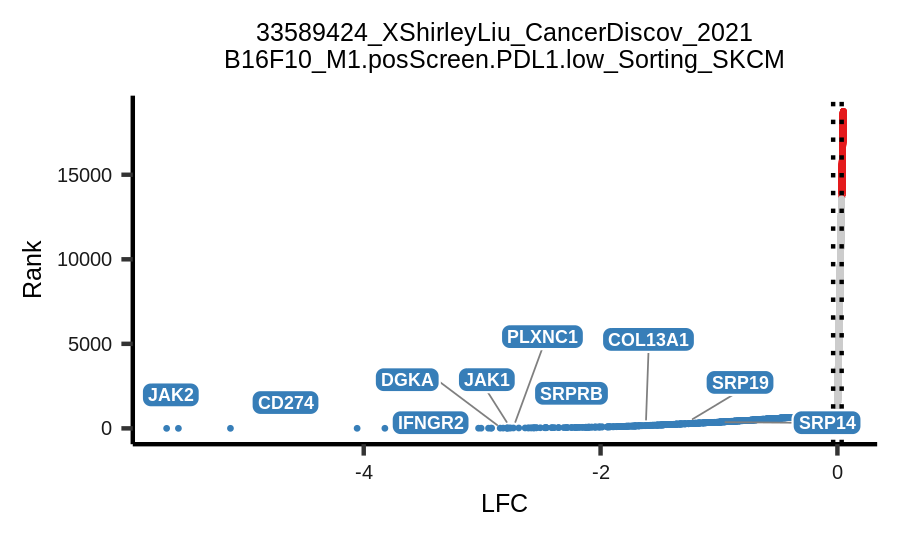 33589424_XShirleyLiu_CancerDiscov_2021
B16F10_M1.posScreen.PDL1.low_Sorting_SKCM
Rank
15000
10000
5000
0
PLXNC1
COL13A1
DGKA
JAK1
SRP19
JAK2
CD274
SRPRB
IFNGR2
SRP14
-4
-2
0
LFC